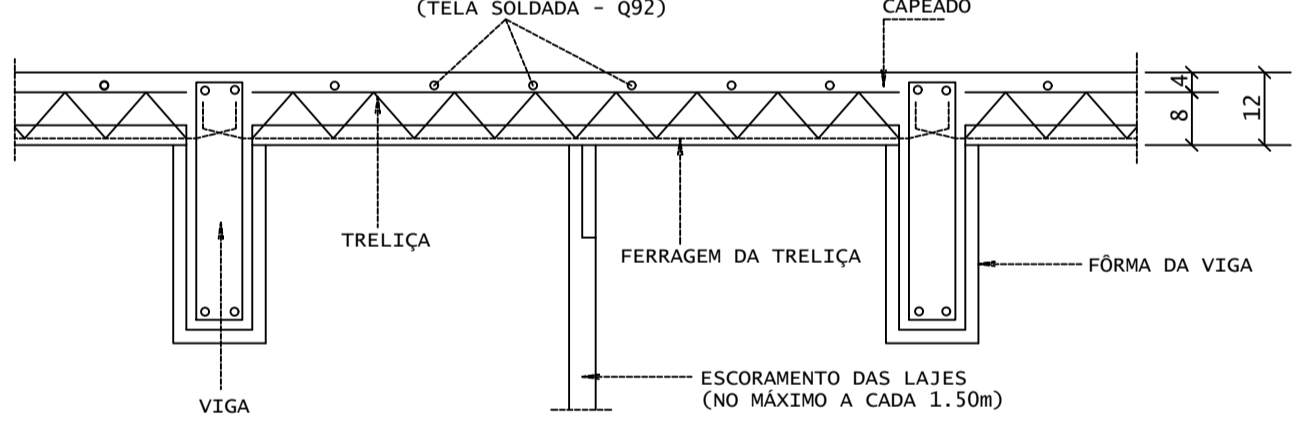 (TELA SOLDADA - Q92)
CAPEADO
4
8
12
TRELIÇA
FERRAGEM DA TRELIÇA
FÔRMA DA VIGA
VIGA
ESCORAMENTO DAS LAJES
(NO MÁXIMO A CADA 1.50m)